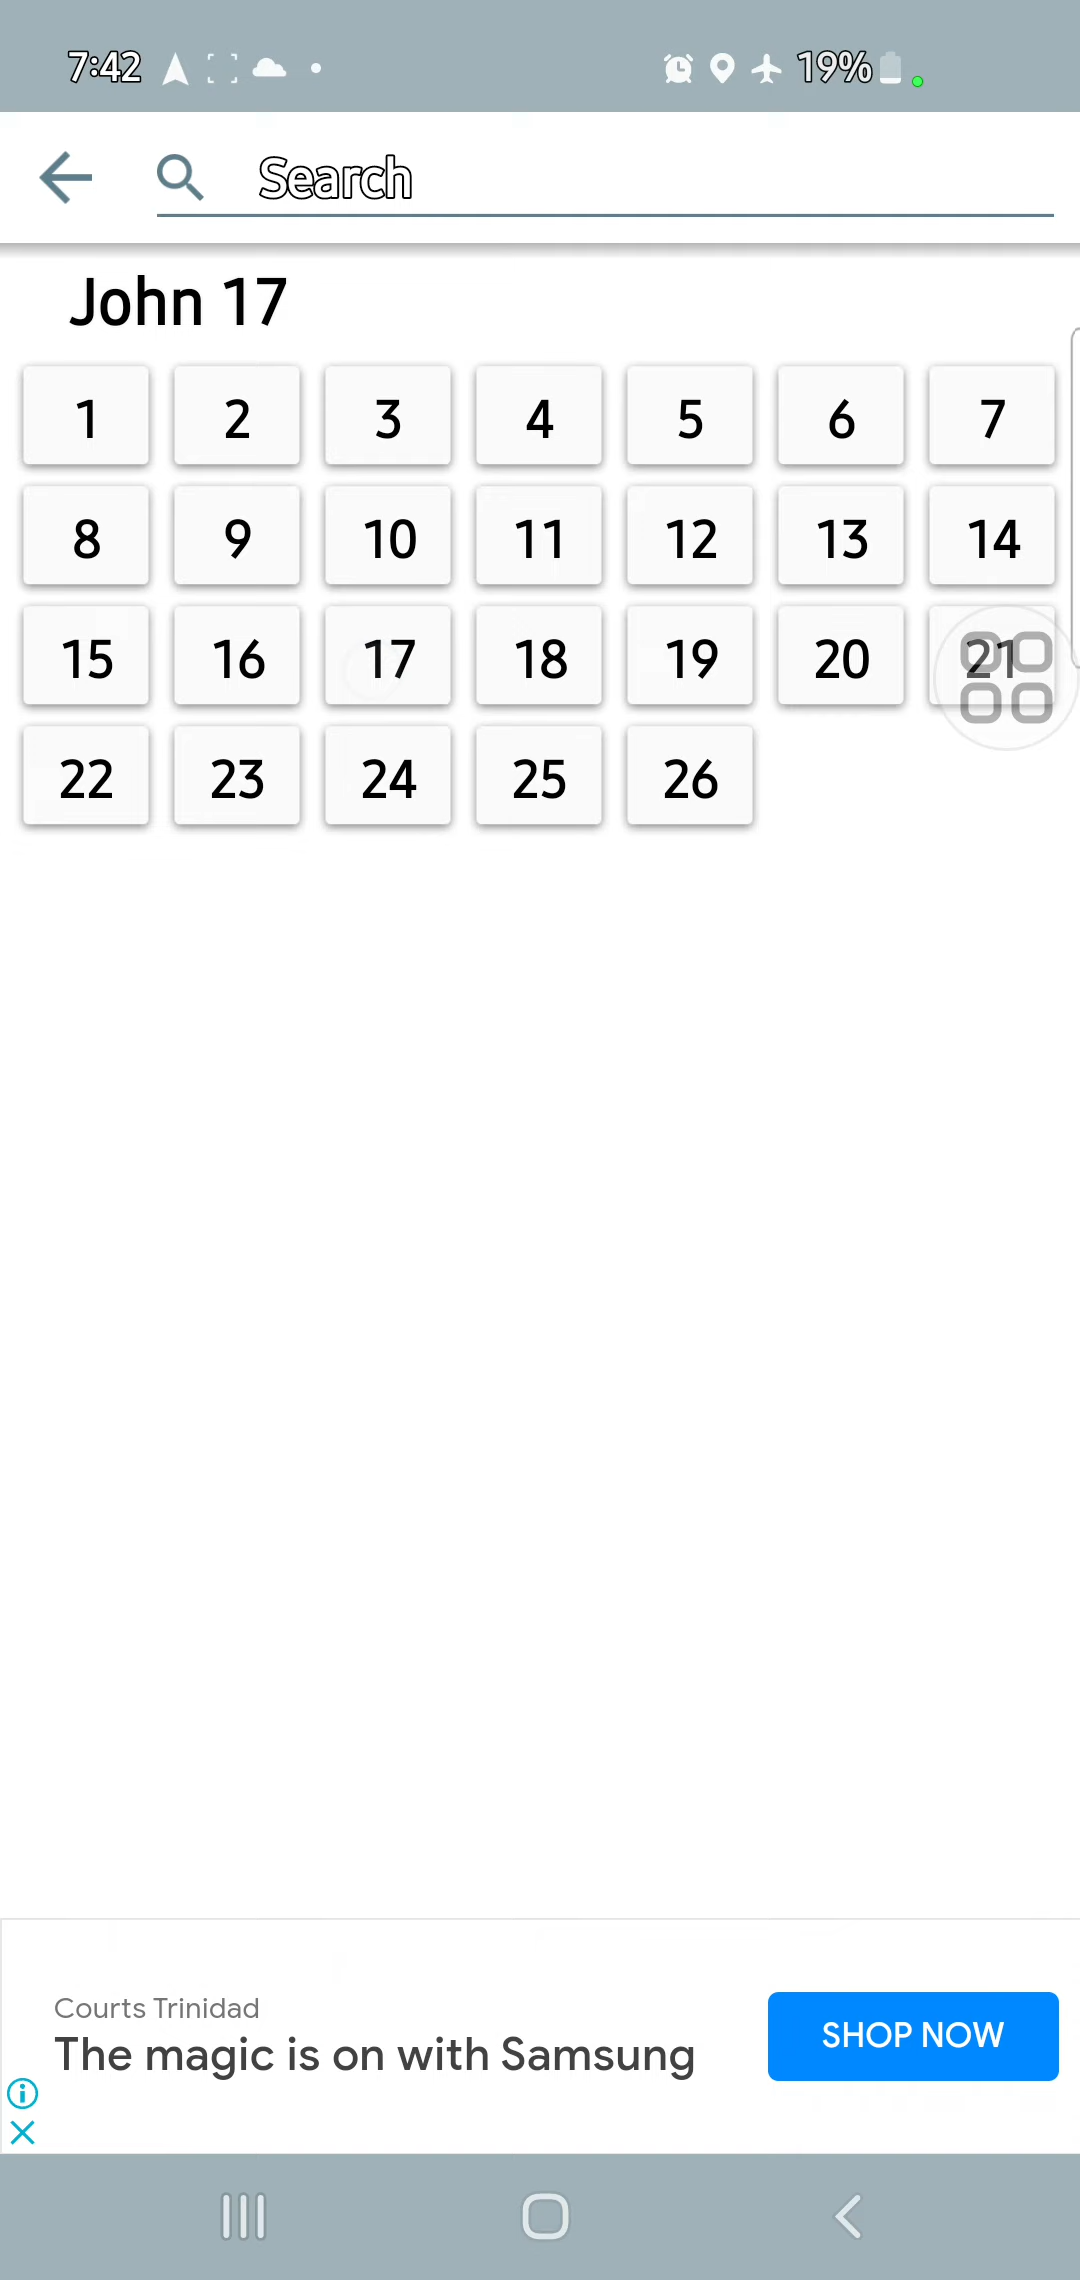 7:42 19%
Search
John 17
1 2 3 4 5 6 7
8 9 10 11 12 13 14
15 16 17 18 19 20 21
22 23 24 25 26
Courts Trinidad
The magic is on with Samsung
SHOP NOW